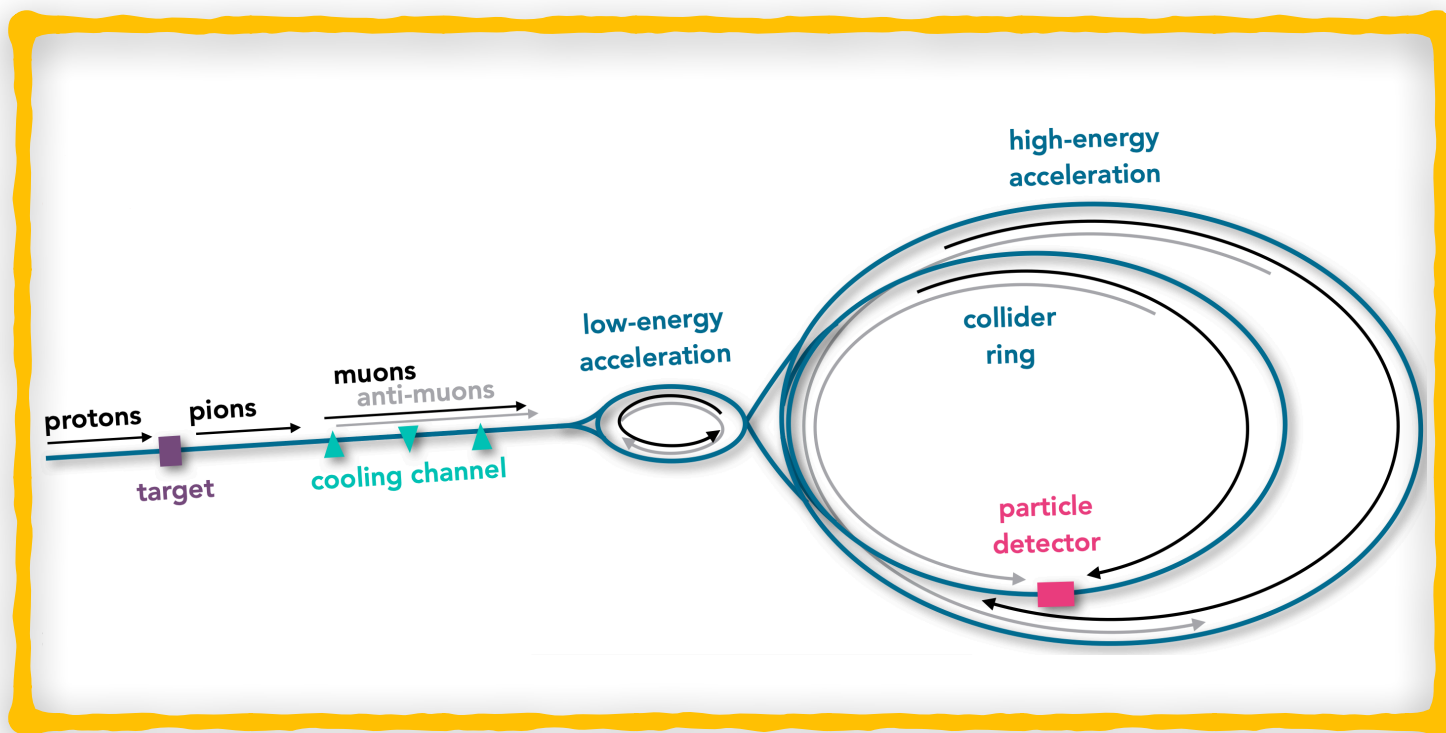 high-energy
acceleration
low-energy
acceleration
collider
ring
muons
anti-muons
protons
pions
target
cooling channel
particle
detector